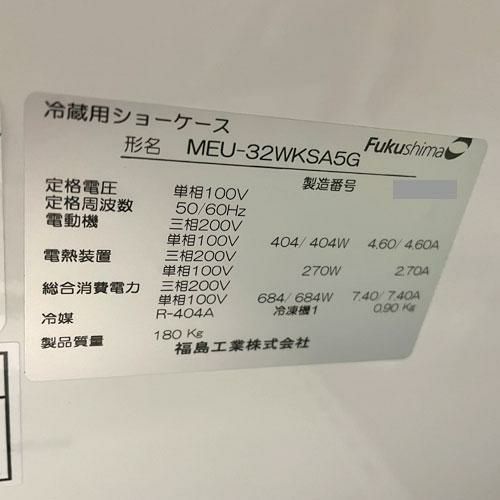 冷蔵用ショーケース
形名 MEU-32WKSA5G Fukushima
製造番号
定格電圧 単相100V
定格周波数 50/60Hz
電動機 三相200V
単相100V 404/404W 4.60/4.60A
電熱装置 三相200V
単相100V 270W 2.70A
総合消費電力 三相200V
単相100V 684/684W 7.40/7.40A
冷媒 R-404A 冷凍機1 0.90 Kg
製品質量 180 Kg
福島工業株式会社